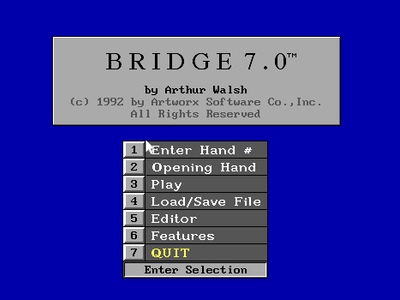 BRIDGE 7.0™
by Arthur Walsh
(c) 1992 by Artworx Software Co.,Inc.
All Rights Reserved
1 Enter Hand #
2 Opening Hand
3 Play
4 Load/Save File
5 Editor
6 Features
7 QUIT
Enter Selection